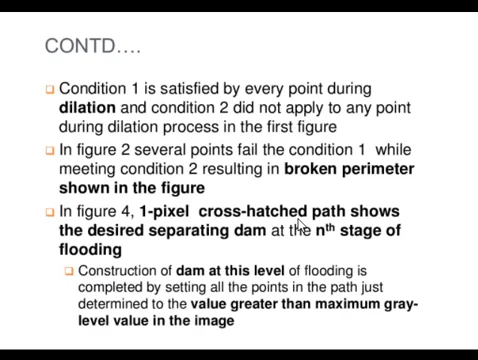 CONTD....
Condition 1 is satisfied by every point during
dilation and condition 2 did not apply to any point
during dilation process in the first figure
In figure 2 several points fail the condition 1 while
meeting condition 2 resulting in broken perimeter
shown in the figure
In figure 4, 1-pixel cross-hatched path shows
the desired separating dam at the nth stage of
flooding
Construction of dam at this level of flooding is
completed by setting all the points in the path just
determined to the value greater than maximum gray-
level value in the image